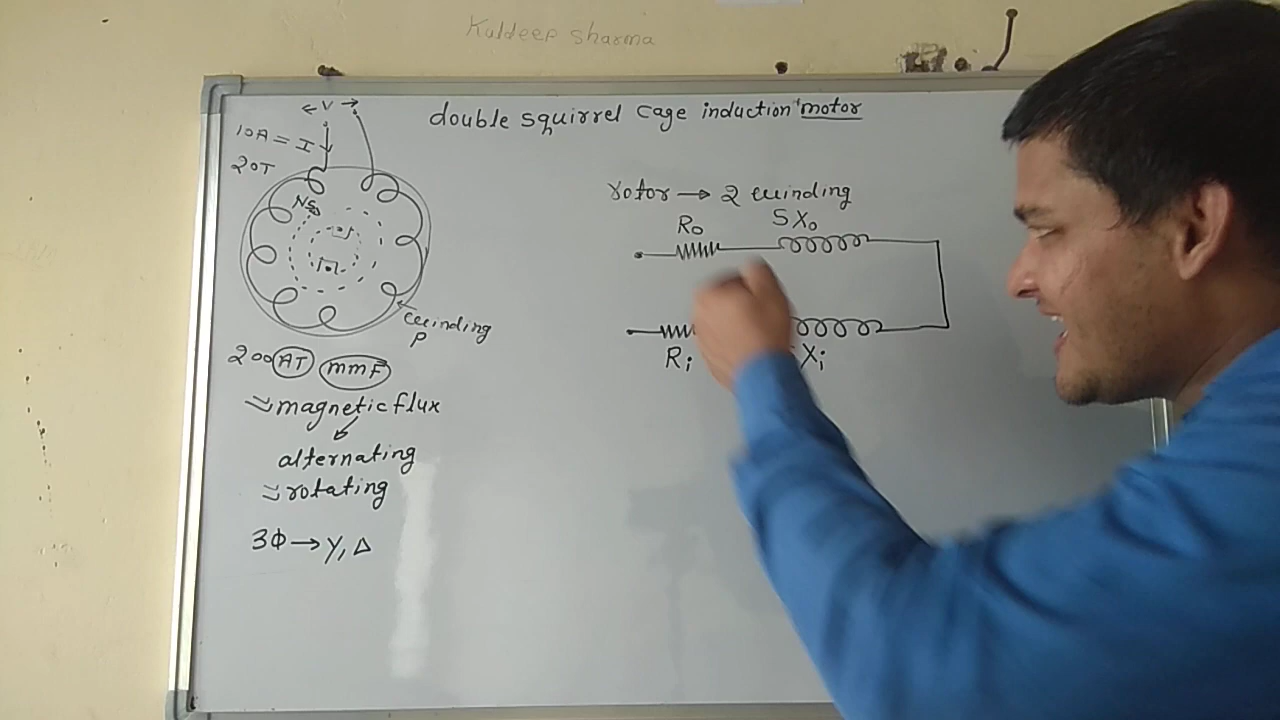 Kuldeep sharma
double squirrel cage induction motor
← V →
10A = I
20T
Ns
winding
P
200 AT mmF
≈ magnetic flux
alternating
≈ rotating
3Φ → Y, Δ
rotor → 2 winding
Ro SXo
Ri Xi